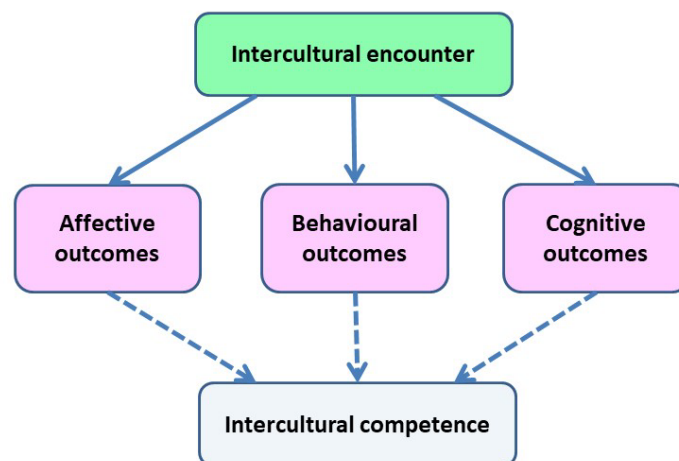 Intercultural encounter
Affective
outcomes
Behavioural
outcomes
Cognitive
outcomes
Intercultural competence